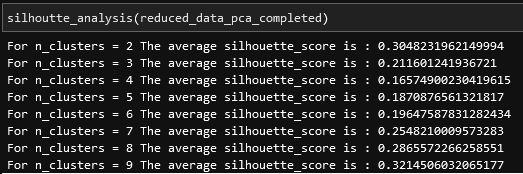 silhoutte_analysis(reduced_data_pca_completed)
For n_clusters = 2 The average silhouette_score is : 0.3048231962149994
For n_clusters = 3 The average silhouette_score is : 0.211601241936721
For n_clusters = 4 The average silhouette_score is : 0.16574900230419615
For n_clusters = 5 The average silhouette_score is : 0.1870876561321817
For n_clusters = 6 The average silhouette_score is : 0.19647587831282434
For n_clusters = 7 The average silhouette_score is : 0.2548210009573283
For n_clusters = 8 The average silhouette_score is : 0.2865572266258551
For n_clusters = 9 The average silhouette_score is : 0.3214506032065177